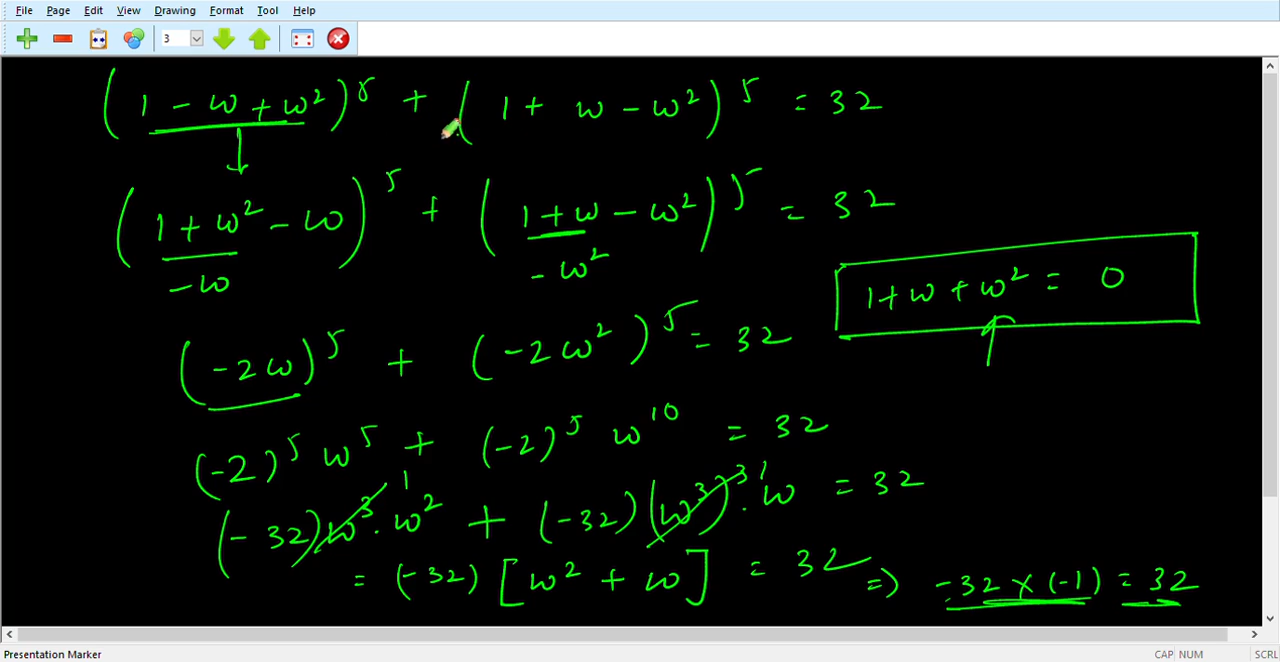 File Page Edit View Drawing Format Tool Help
3
(1 - ω + ω²)⁵ + (1 + ω - ω²)⁵ = 32
(1 + ω² - ω)⁵ + (1 + ω - ω²)⁵ = 32
-ω -ω²
1 + ω + ω² = 0
(-2ω)⁵ + (-2ω²)⁵ = 32
(-2)⁵ ω⁵ + (-2)⁵ ω¹⁰ = 32
1 1
(-32) ω³ . ω² + (-32) (ω³)³ . ω = 32
= (-32) [ω² + ω] = 32 => -32 × (-1) = 32
Presentation Marker CAP NUM SCRL